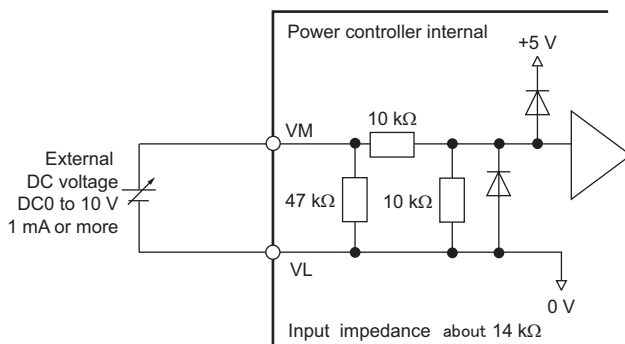 Power controller internal
+5 V
VM
10 kΩ
External
DC voltage
DC0 to 10 V
1 mA or more
47 kΩ
10 kΩ
VL
0 V
Input impedance about 14 kΩ